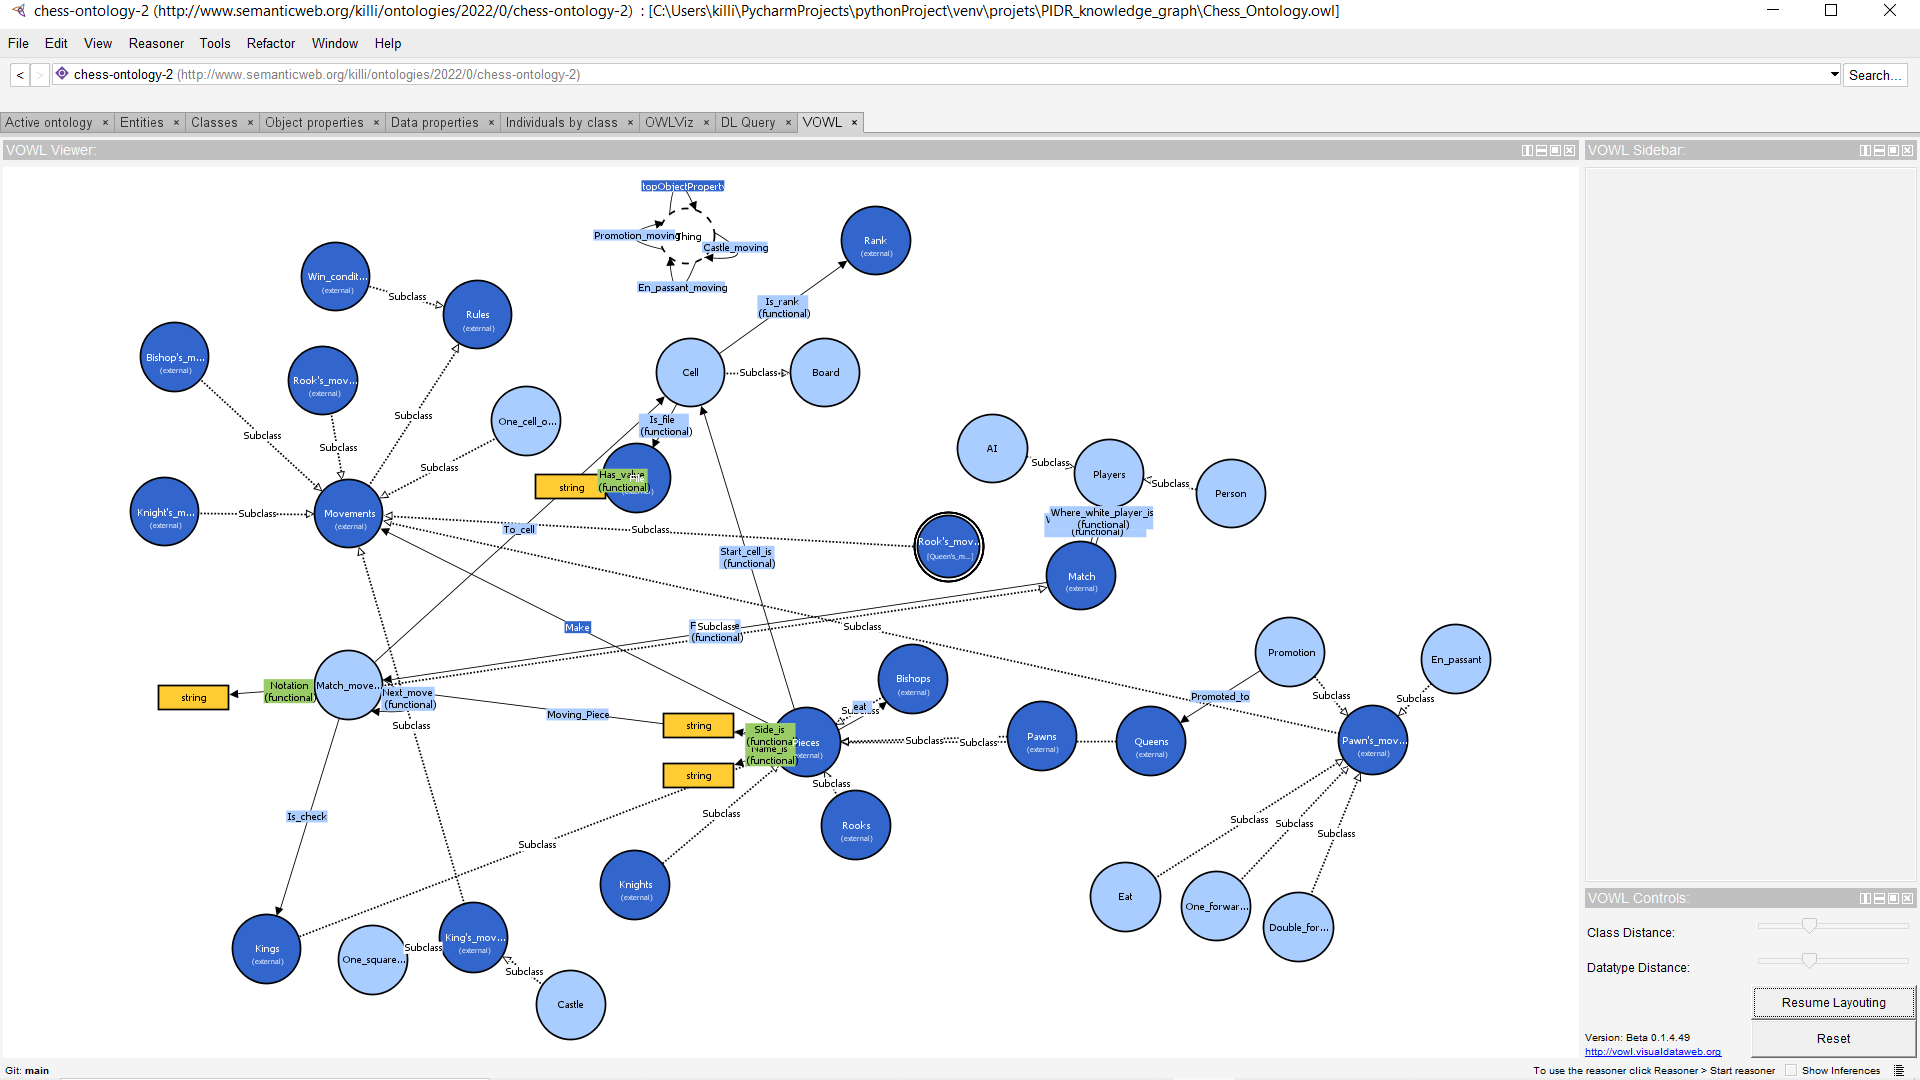 chess-ontology-2 (http://www.semanticweb.org/killi/ontologies/2022/0/chess-ontology-2) : [C:\Users\killi\PycharmProjects\pythonProject\venv\projets\PIDR_knowledge_graph\Chess_Ontology.owl]
File Edit View Reasoner Tools Refactor Window Help
< > chess-ontology-2 (http://www.semanticweb.org/killi/ontologies/2022/0/chess-ontology-2) Search...
Active ontology × Entities × Classes × Object properties × Data properties × Individuals by class × OWLViz × DL Query × VOWL ×
VOWL Viewer:
VOWL Sidebar:
topObjectProperty
Promotion_moving
Thing
Castle_moving
En_passant_moving
Rank
(external)
Win_condit...
(external)
Subclass
Rules
(external)
Is_rank
(functional)
Bishop's_m...
(external)
Rook's_mov...
(external)
Cell
Subclass
Board
Subclass
One_cell_o...
Is_file
(functional)
Subclass
Subclass
Subclass
AI
Subclass
Players
Subclass
Person
string
Has_value
(functional)
Knight's_m...
(external)
Subclass
Movements
(external)
To_cell
Subclass
Where_white_player_is
(functional)
(functional)
Rook's_mov...
[Queen's_m...]
Start_cell_is
(functional)
Match
(external)
Make
Subclass
(functional)
Subclass
Promotion
En_passant
string
Notation
(functional)
Match_move...
Next_move
(functional)
Subclass
Moving_Piece
Bishops
(external)
eat
Subclass
Promoted_to
Subclass
Subclass
string
Side_is
(functional)
Name_is
(functional)
Pieces
(external)
string
Subclass
Subclass
Pawns
(external)
Queens
(external)
Pawn's_mov...
(external)
Subclass
Rooks
(external)
Is_check
Subclass
Subclass
Subclass
Subclass
Subclass
Knights
(external)
Eat
One_forwar...
Double_for...
Kings
(external)
One_square...
Subclass
King's_mov...
(external)
Subclass
Castle
VOWL Controls:
Class Distance:
Datatype Distance:
Resume Layouting
Version: Beta 0.1.4.49
Reset
http://vowl.visualdataweb.org
Git: main
To use the reasoner click Reasoner > Start reasoner Show Inferences